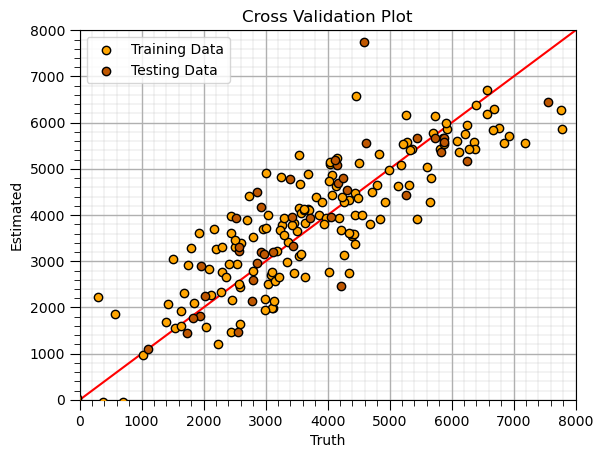 Cross Validation Plot
Training Data
Testing Data
8000
7000
6000
5000
4000
3000
2000
1000
0
Estimated
0 1000 2000 3000 4000 5000 6000 7000 8000
Truth